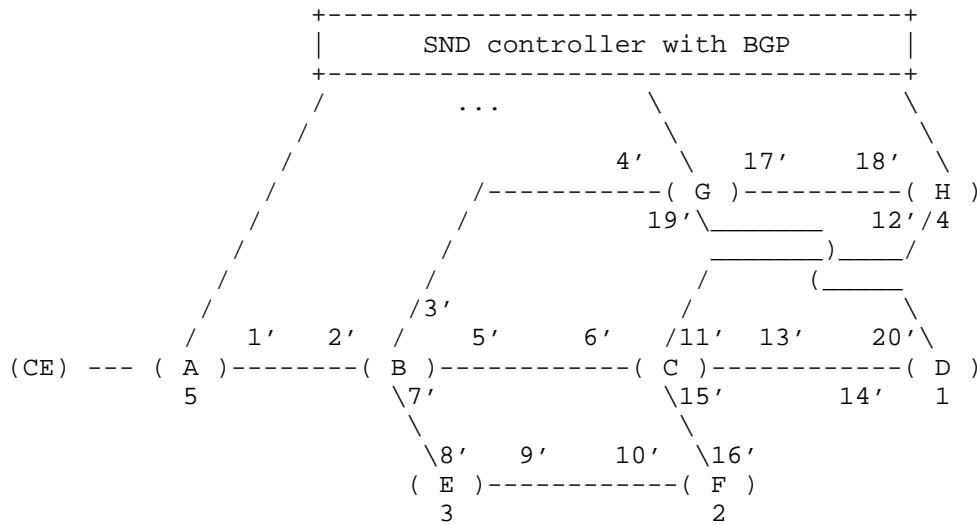 SND controller with BGP
...
4′ 17′ 18′
( G ) ( H )
19′ 12′ 4
3′
1′ 2′ 5′ 6′ 11′ 13′ 20′
(CE) --- ( A ) ( B ) ( C ) ( D )
5 7′ 15′ 14′ 1
8′ 9′ 10′ 16′
( E ) ( F )
3 2